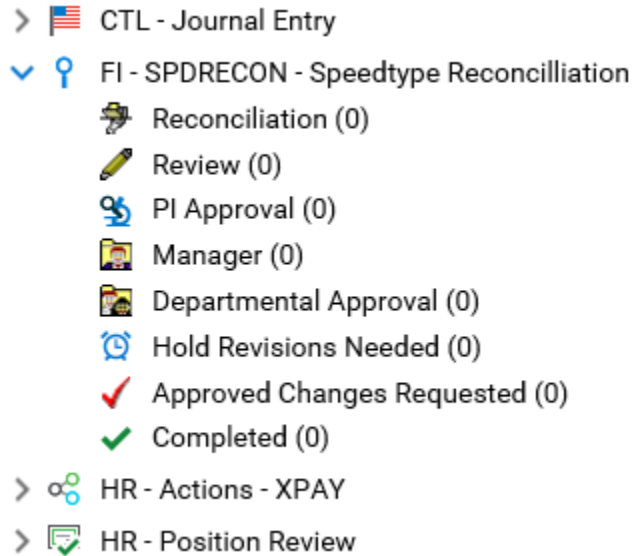 CTL - Journal Entry
FI - SPDRECON - Speedtype Reconcilliation
Reconciliation (0)
Review (0)
PI Approval (0)
Manager (0)
Departmental Approval (0)
Hold Revisions Needed (0)
Approved Changes Requested (0)
Completed (0)
HR - Actions - XPAY
HR - Position Review